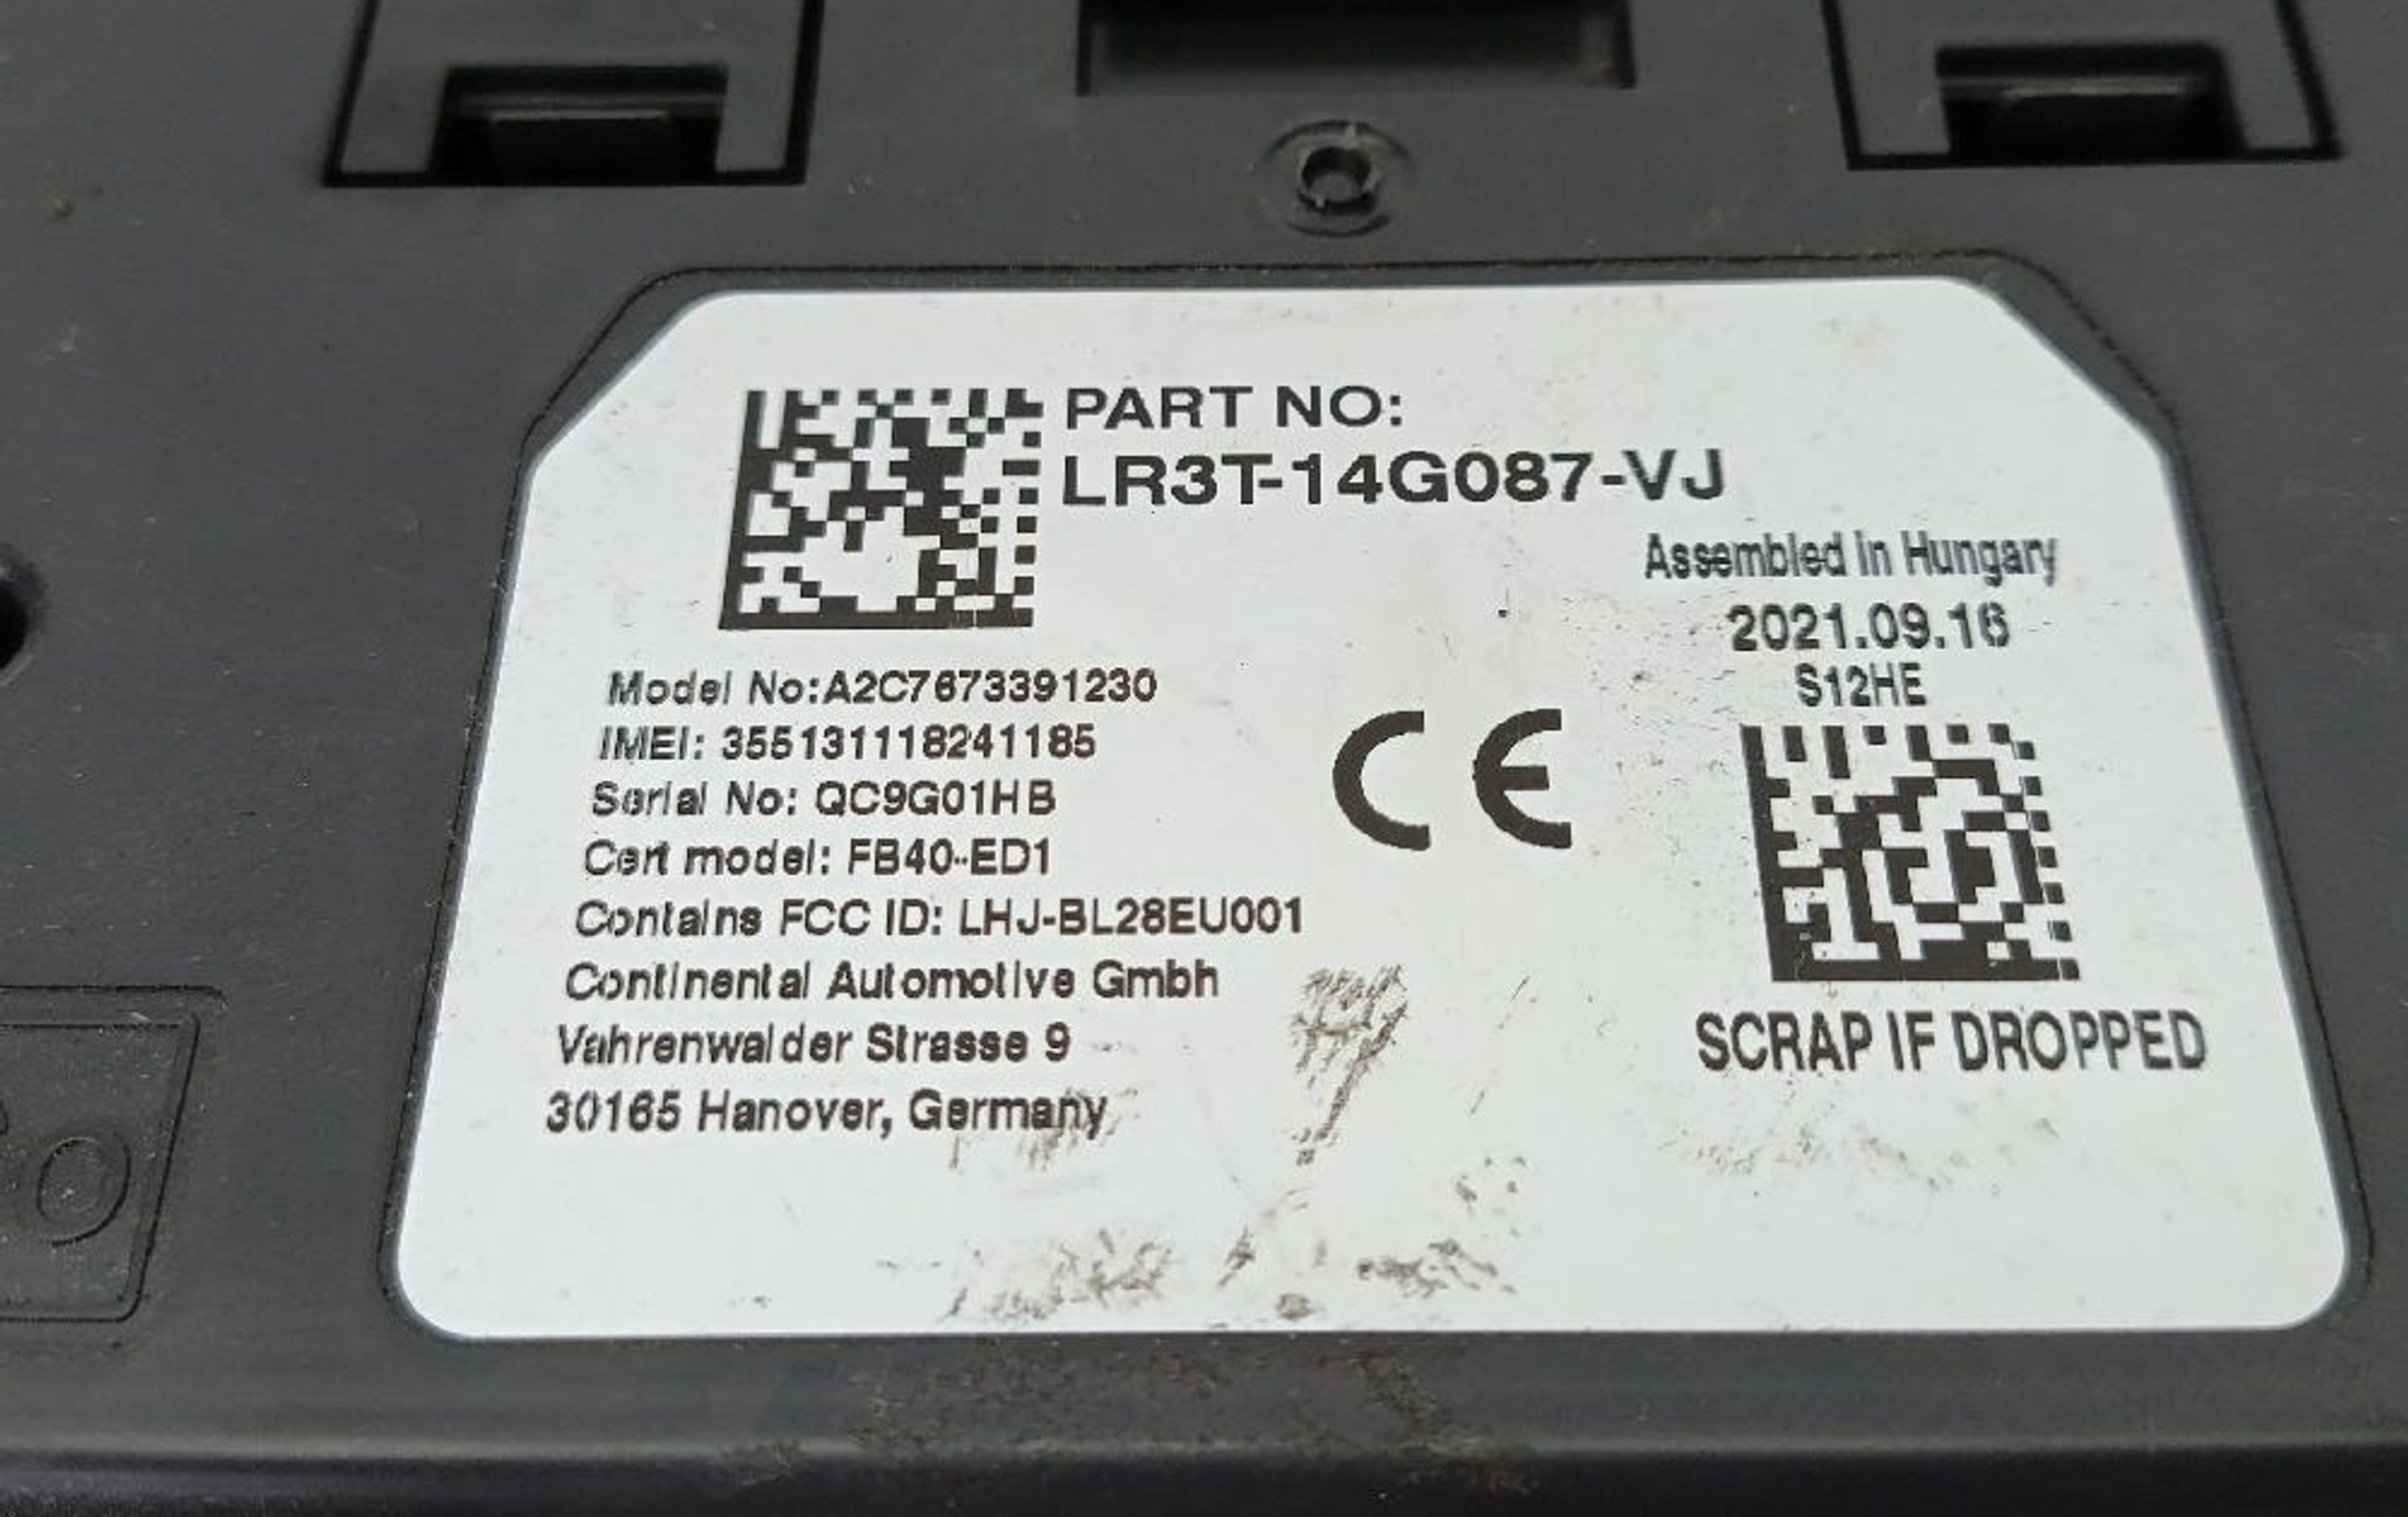 PART NO:
LR3T-14G087-VJ
Assembled in Hungary
2021.09.16
S12HE
Model No:A2C7673391230
IMEI: 355131118241185
Serial No: QC9G01HB
Cert model: FB40-ED1
Contains FCC ID: LHJ-BL28EU001
Continental Automotive Gmbh
Vahrenwalder Strasse 9
30165 Hanover, Germany
CE
SCRAP IF DROPPED